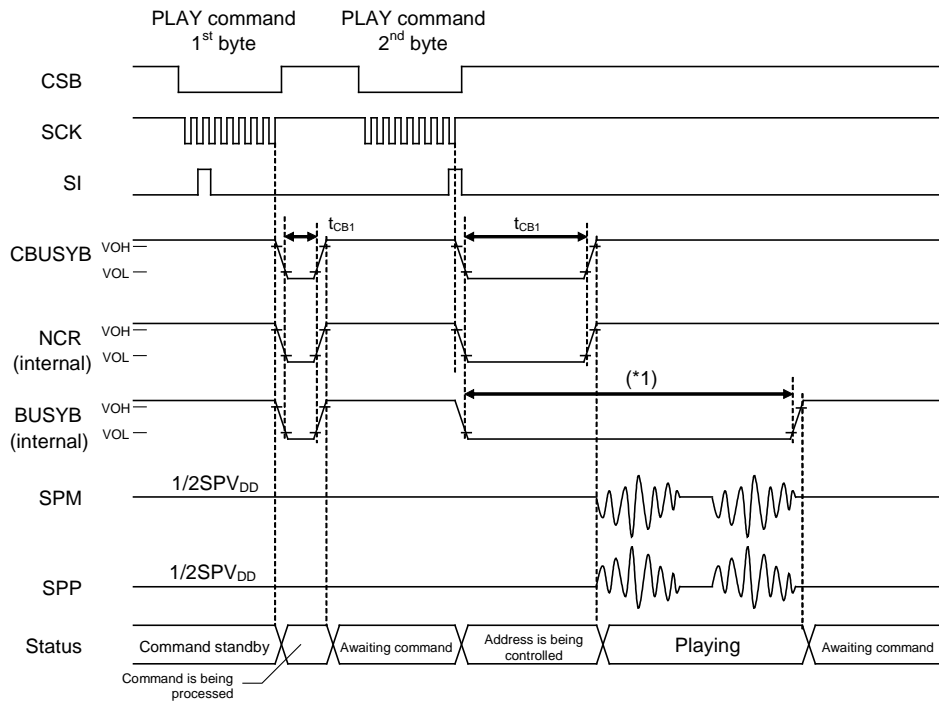 PLAY command
1st byte
PLAY command
2nd byte
CSB
SCK
SI
tCB1
tCB1
CBUSYB
VOH
VOL
NCR
(internal)
VOH
VOL
(*1)
BUSYB
(internal)
VOH
VOL
SPM
1/2SPVDD
SPP
1/2SPVDD
Status
Command standby
Awaiting command
Address is being
controlled
Playing
Awaiting command
Command is being
processed